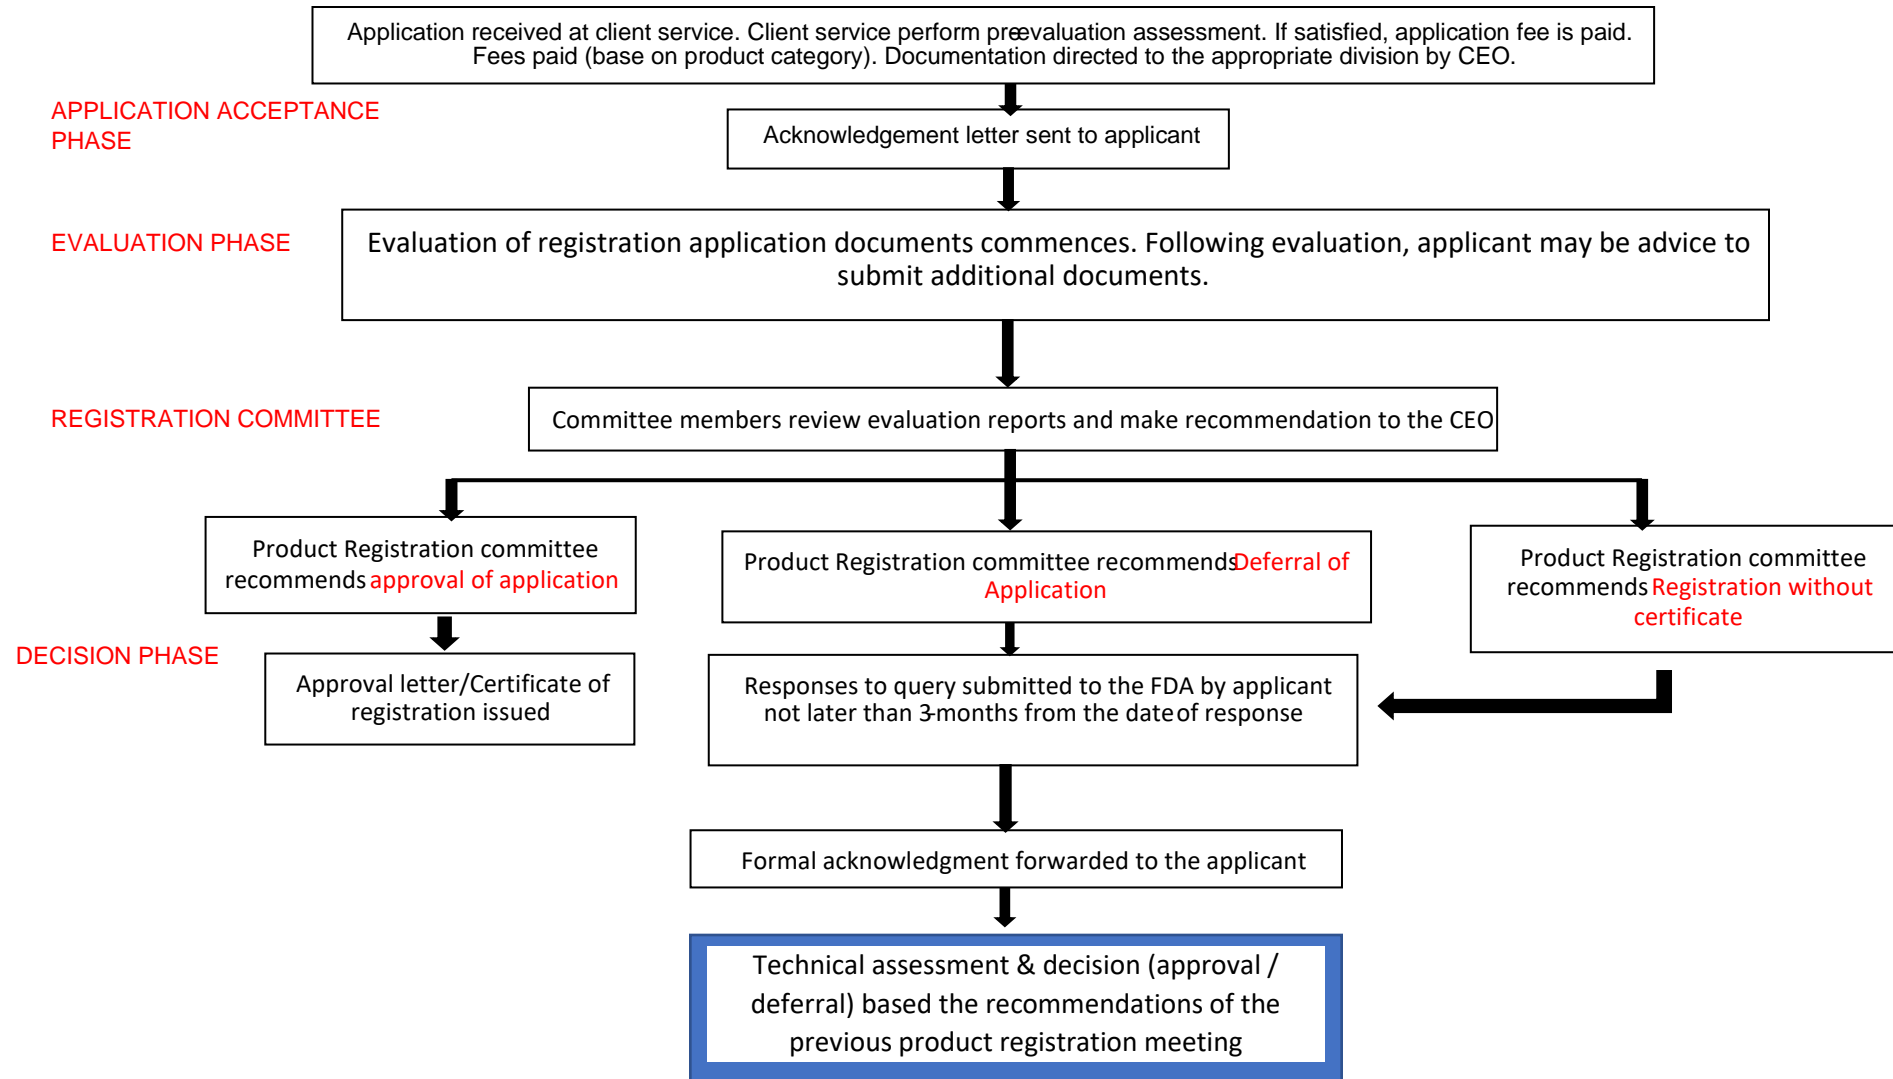 Application received at client service. Client service perform pre-evaluation assessment. If satisfied, application fee is paid.
Fees paid (base on product category). Documentation directed to the appropriate division by CEO.
APPLICATION ACCEPTANCE
PHASE
Acknowledgement letter sent to applicant
EVALUATION PHASE
Evaluation of registration application documents commences. Following evaluation, applicant may be advice to
submit additional documents.
REGISTRATION COMMITTEE
Committee members review evaluation reports and make recommendation to the CEO
Product Registration committee
recommends approval of application
Product Registration committee recommends Deferral of
Application
Product Registration committee
recommends Registration without
certificate
DECISION PHASE
Approval letter/Certificate of
registration issued
Responses to query submitted to the FDA by applicant
not later than 3-months from the date of response
Formal acknowledgment forwarded to the applicant
Technical assessment & decision (approval /
deferral) based the recommendations of the
previous product registration meeting